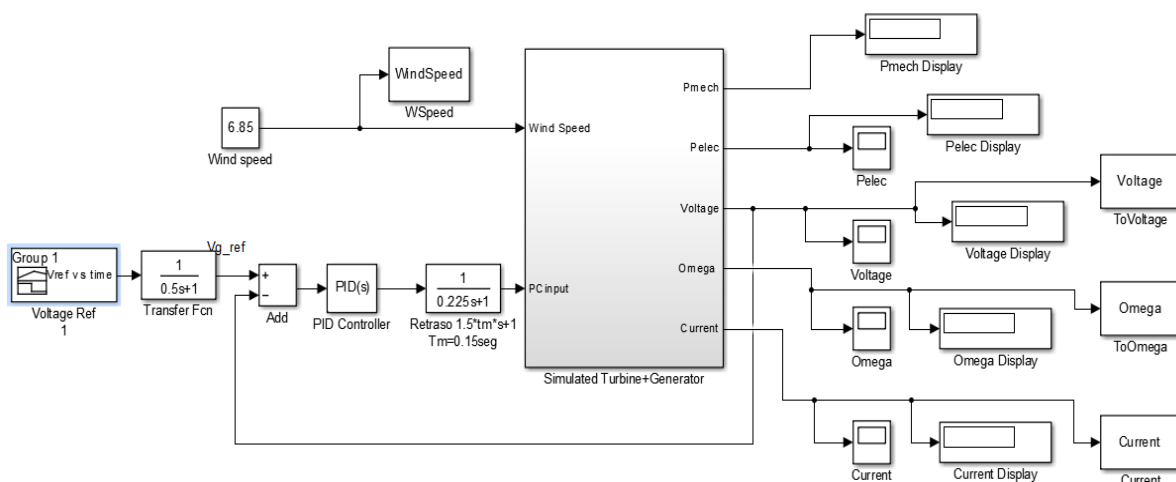 WindSpeed
WSpeed
6.85
Wind speed
Group 1
Vref vs time
Voltage Ref
1
1
0.5s+1
Transfer Fcn
Vg_ref
+
−
Add
PID(s)
PID Controller
1
0.225s+1
Retraso 1.5*tm*s+1
Tm=0.15seg
Wind Speed
PCinput
Pmech
Pelec
Voltage
Omega
Current
Simulated Turbine+Generator
Pmech Display
Pelec Display
Pelec
Voltage
ToVoltage
Voltage Display
Voltage
Omega
ToOmega
Omega Display
Omega
Current
Current
Current Display
Current